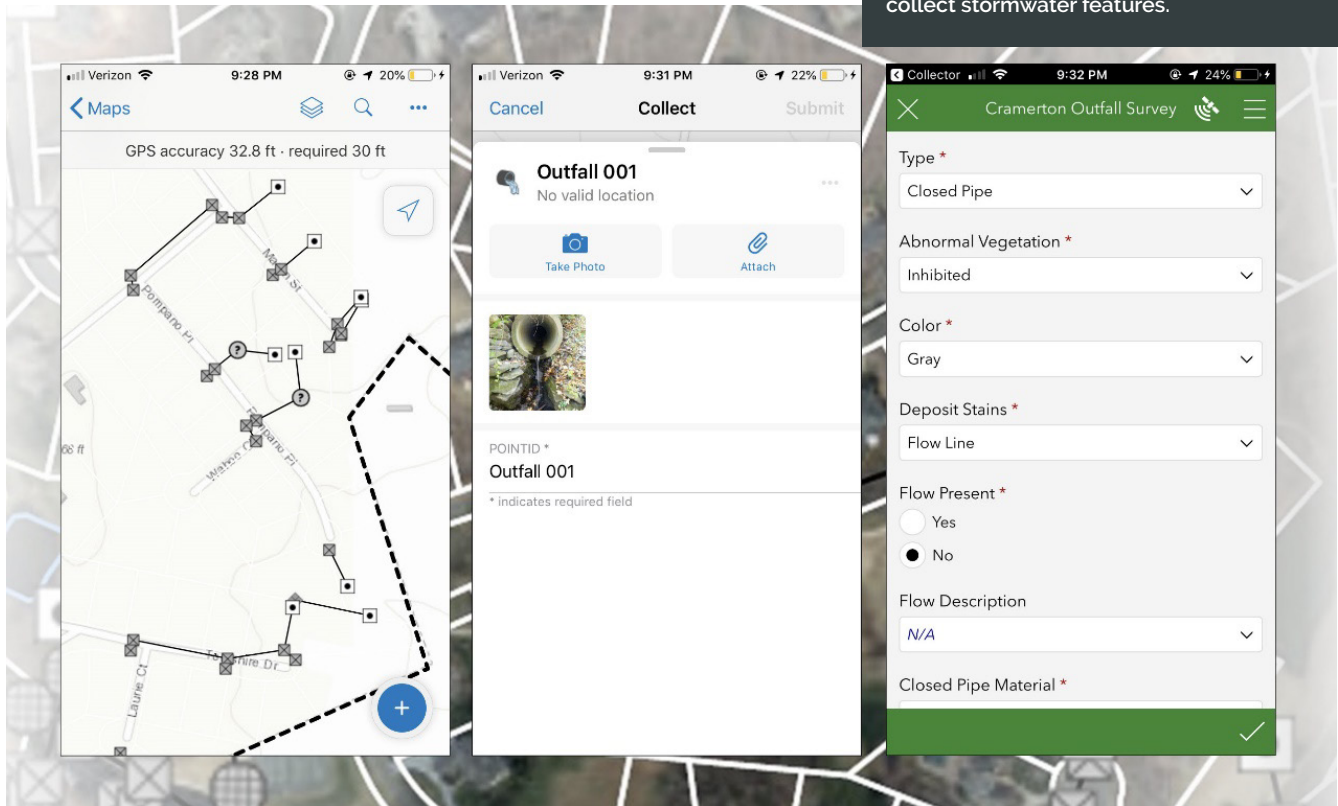 collect stormwater features.
Verizon 9:28 PM 20%
Maps
GPS accuracy 32.8 ft · required 30 ft
Pompano Pl
66 ft
Pompano Pl
Laurie Ct
Verizon 9:31 PM 22%
Cancel Collect Submit
Outfall 001
No valid location
Take Photo Attach
POINTID *
Outfall 001
* indicates required field
Collector 9:32 PM 24%
Cramerton Outfall Survey
Type *
Closed Pipe
Abnormal Vegetation *
Inhibited
Color *
Gray
Deposit Stains *
Flow Line
Flow Present *
Yes
No
Flow Description
N/A
Closed Pipe Material *